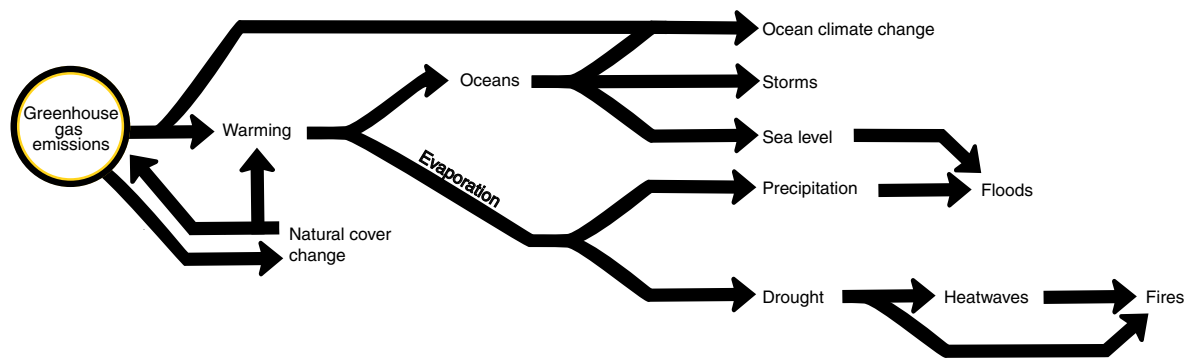 Greenhouse
gas
emissions
Warming
Oceans
Ocean climate change
Storms
Sea level
Evaporation
Precipitation
Floods
Natural cover
change
Drought
Heatwaves
Fires